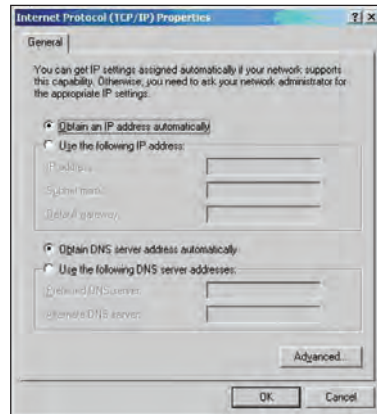 Internet Protocol (TCP/IP) Properties
General
You can get IP settings assigned automatically if your network supports
this capability. Otherwise, you need to ask your network administrator for
the appropriate IP settings.
Obtain an IP address automatically
Use the following IP address:
IP address:
Subnet mask:
Default gateway:
Obtain DNS server address automatically
Use the following DNS server addresses:
Preferred DNS server:
Alternate DNS server:
Advanced...
OK Cancel